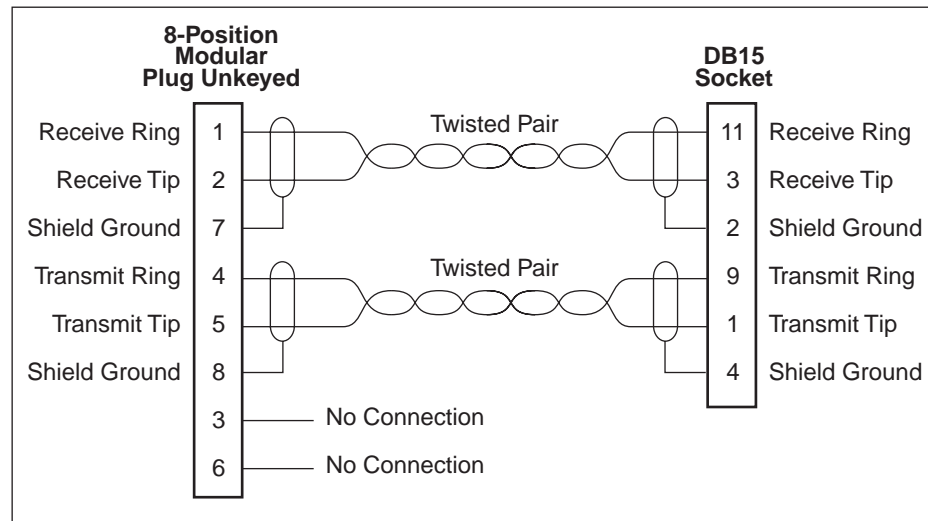 8-Position
Modular
Plug Unkeyed
DB15
Socket
Receive Ring 1 Twisted Pair 11 Receive Ring
Receive Tip 2 3 Receive Tip
Shield Ground 7 2 Shield Ground
Transmit Ring 4 Twisted Pair 9 Transmit Ring
Transmit Tip 5 1 Transmit Tip
Shield Ground 8 4 Shield Ground
3 No Connection
6 No Connection